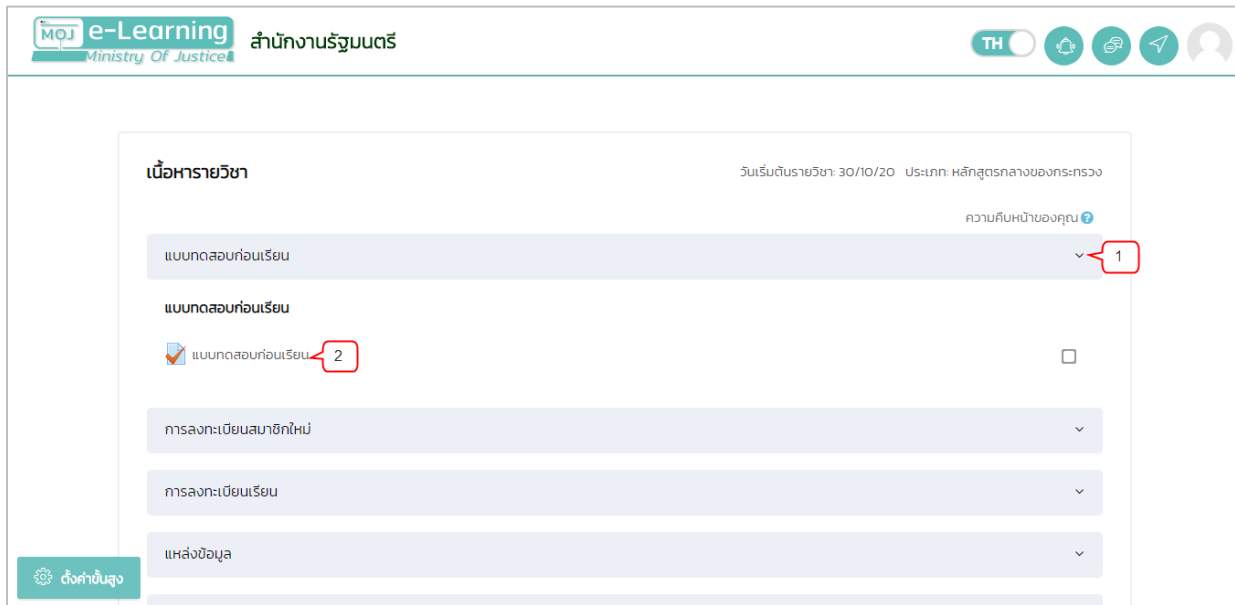 MOJ e-Learning
Ministry Of Justice
สำนักงานรัฐมนตรี
TH
เนื้อหารายวิชา
วันเริ่มต้นรายวิชา: 30/10/20 ประเภท: หลักสูตรกลางของกระทรวง
ความคืบหน้าของคุณ
แบบทดสอบก่อนเรียน
1
แบบทดสอบก่อนเรียน
แบบทดสอบก่อนเรียน
2
การลงทะเบียนสมาชิกใหม่
การลงทะเบียนเรียน
แหล่งข้อมูล
ตั้งค่าขั้นสูง